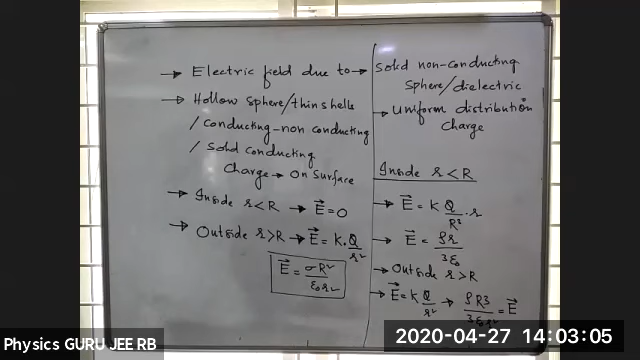 → Electric field due to →
→ Hollow sphere/thin shells
/ Conducting-non conducting
/ Solid conducting
Charge → On Surface
→ Inside r<R → E⃗ = 0
→ Outside r>R → E⃗ = K.Q/r²
E⃗ = σR²/ε₀r²
Solid non-conducting
Sphere/dielectric
→ Uniform distribution
Charge
Inside r<R
→ E⃗ = K Q/R³ . r
→ E⃗ = ρr/3ε₀
→ Outside r>R
→ E⃗ = K Q/r² → ρR3/3ε₀r² = E⃗
Physics GURU JEE RB
2020-04-27 14:03:05